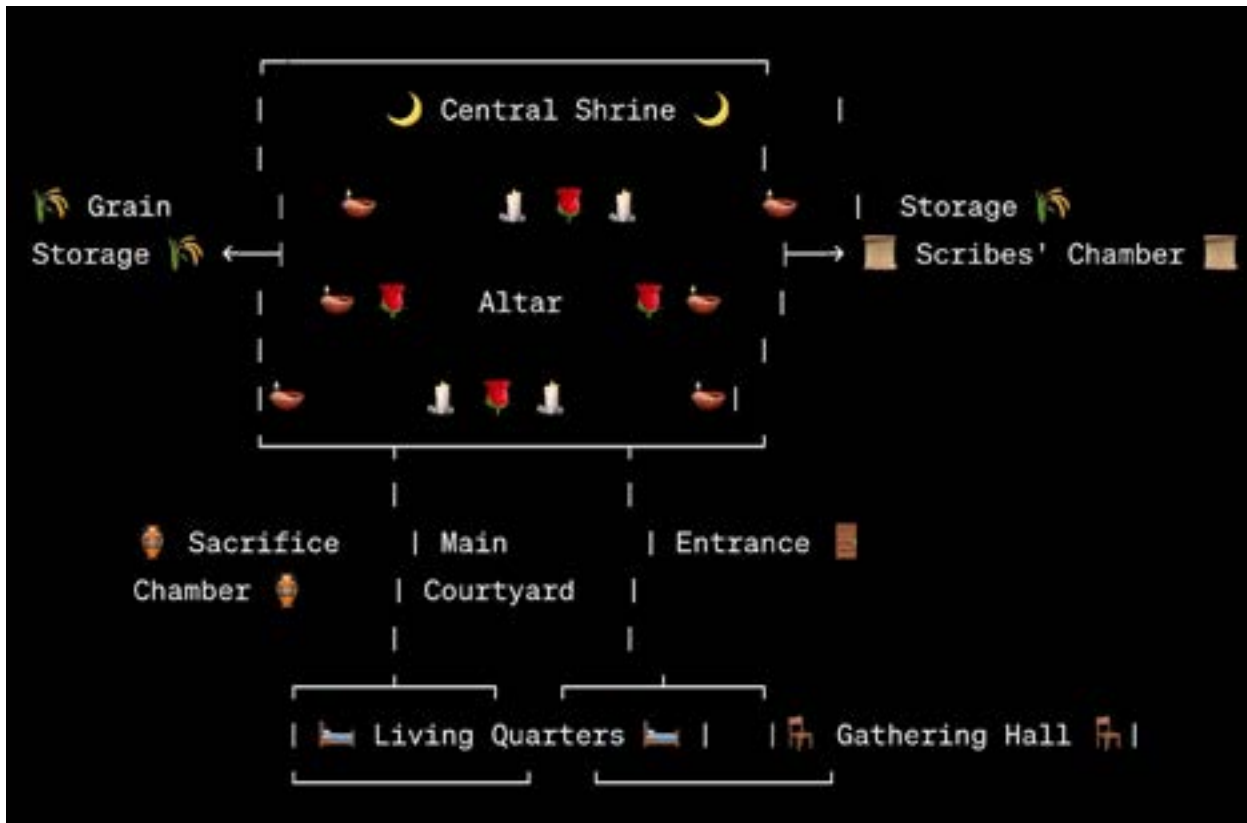 🌙 Central Shrine 🌙
🌾 Grain Storage 🌾
Storage 🌾 📜 Scribes' Chamber 📜
Altar
🏺 Sacrifice Main Entrance 🚪
Chamber 🏺 Courtyard
🛏️ Living Quarters 🛏️ 🪑 Gathering Hall 🪑